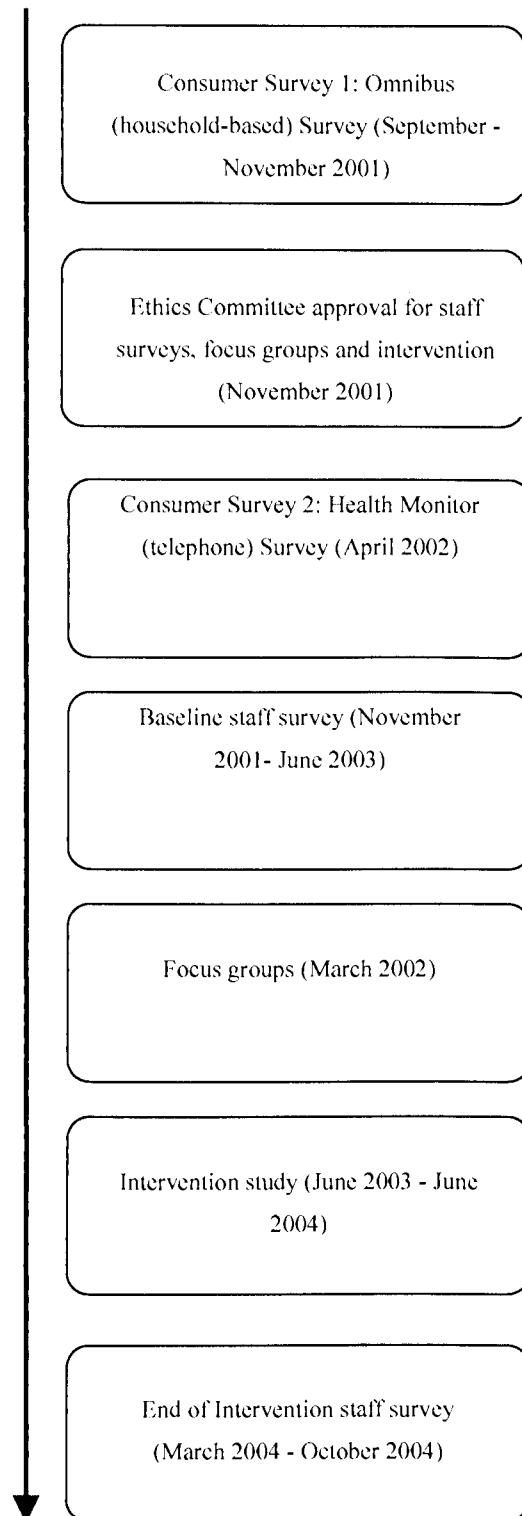 Consumer Survey 1: Omnibus
(household-based) Survey (September -
November 2001)
Ethics Committee approval for staff
surveys, focus groups and intervention
(November 2001)
Consumer Survey 2: Health Monitor
(telephone) Survey (April 2002)
Baseline staff survey (November
2001- June 2003)
Focus groups (March 2002)
Intervention study (June 2003 - June
2004)
End of Intervention staff survey
(March 2004 - October 2004)